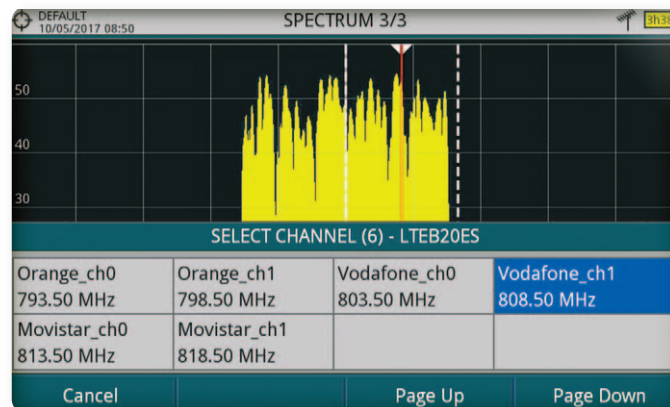 DEFAULT
10/05/2017 08:50
SPECTRUM 3/3
3h38
50
40
30
SELECT CHANNEL (6) - LTEB20ES
Orange_ch0
793.50 MHz
Orange_ch1
798.50 MHz
Vodafone_ch0
803.50 MHz
Vodafone_ch1
808.50 MHz
Movistar_ch0
813.50 MHz
Movistar_ch1
818.50 MHz
Cancel
Page Up
Page Down